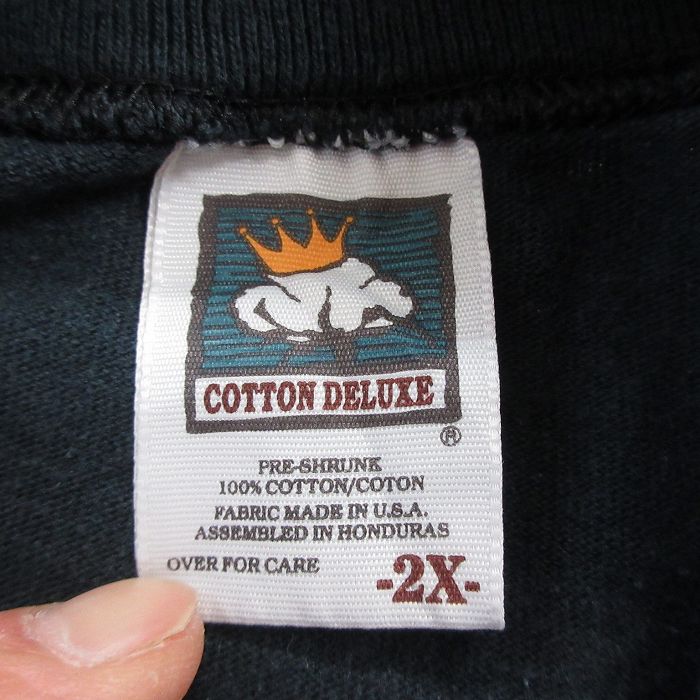 COTTON DELUXE
®
PRE-SHRUNK
100% COTTON/COTON
FABRIC MADE IN U.S.A.
ASSEMBLED IN HONDURAS
OVER FOR CARE
-2X-